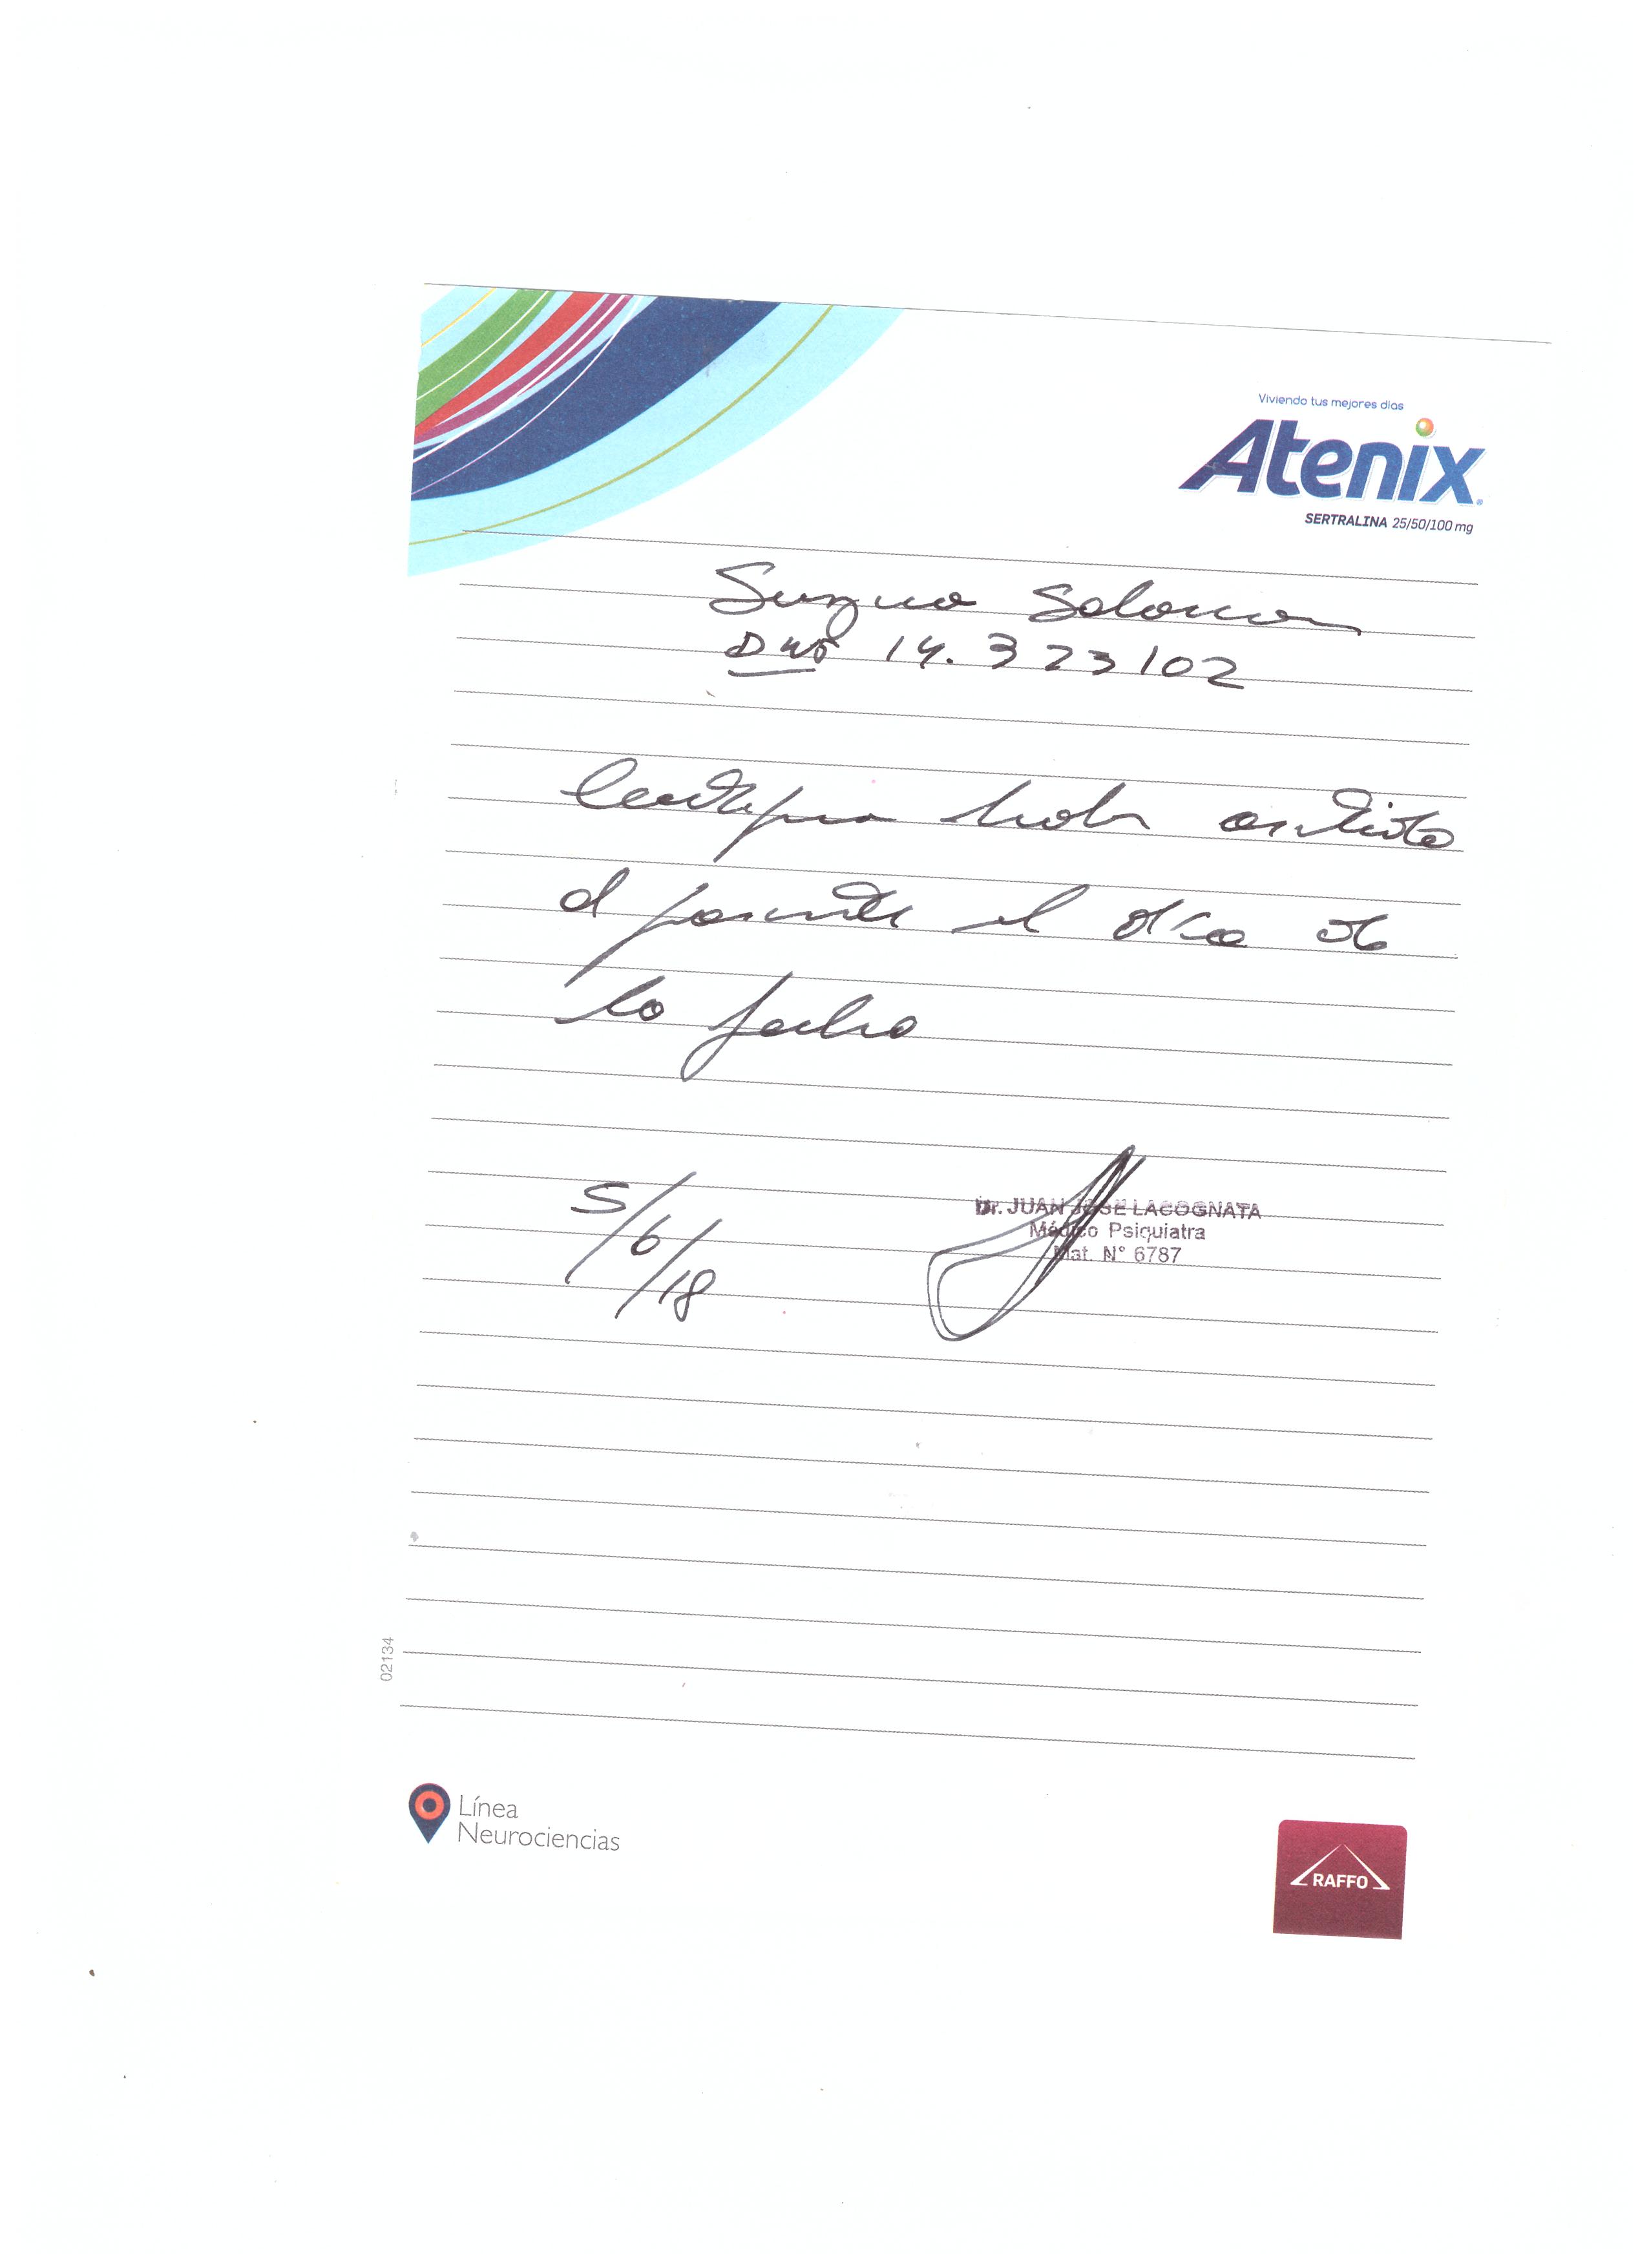 Viviendo tus mejores días
Atenix
SERTRALINA 25/50/100 mg
Susana Salomon
DNI 14.323102
Certifico haber asistido
al paciente el día de
la fecha
5/6/18
Dr. JUAN JOSE LACOGNATA
Médico Psiquiatra
Mat. N° 6787
02134
Línea
Neurociencias
RAFFO